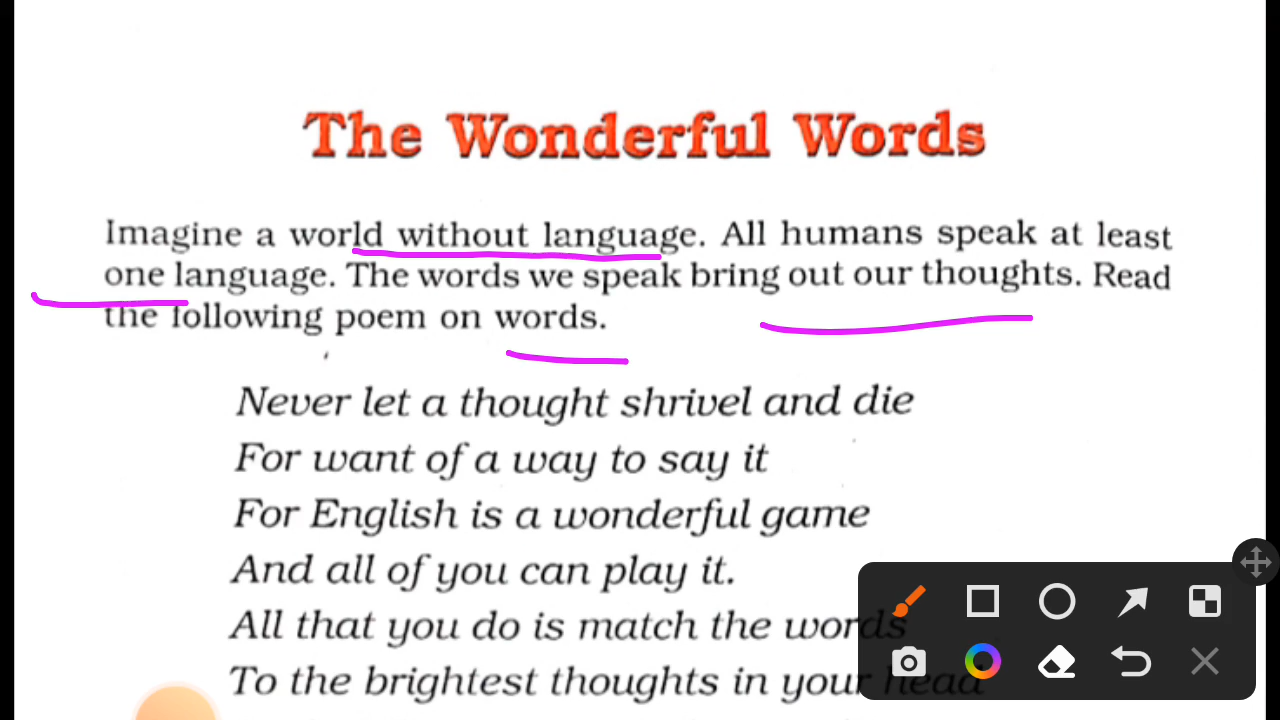 The Wonderful Words
Imagine a world without language. All humans speak at least
one language. The words we speak bring out our thoughts. Read
the following poem on words.
Never let a thought shrivel and die
For want of a way to say it
For English is a wonderful game
And all of you can play it.
All that you do is match the words
To the brightest thoughts in your head